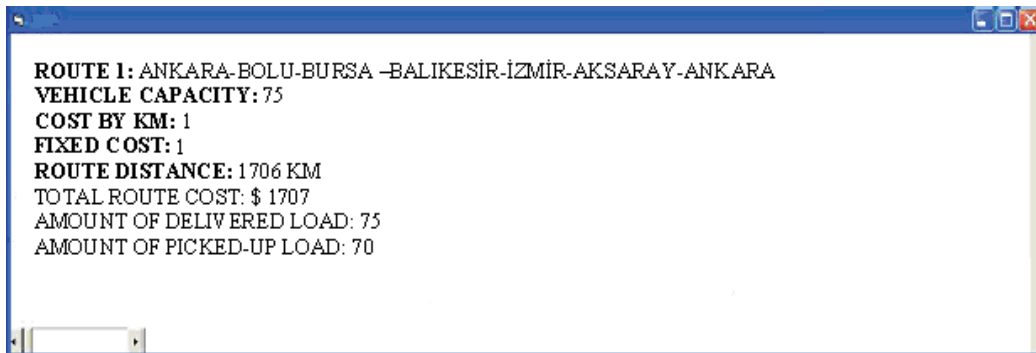 ROUTE 1: ANKARA-BOLU-BURSA –BALIKESİR-İZMİR-AKSARAY-ANKARA
VEHICLE CAPACITY: 75
COST BY KM: 1
FIXED COST: 1
ROUTE DISTANCE: 1706 KM
TOTAL ROUTE COST: $ 1707
AMOUNT OF DELIVERED LOAD: 75
AMOUNT OF PICKED-UP LOAD: 70